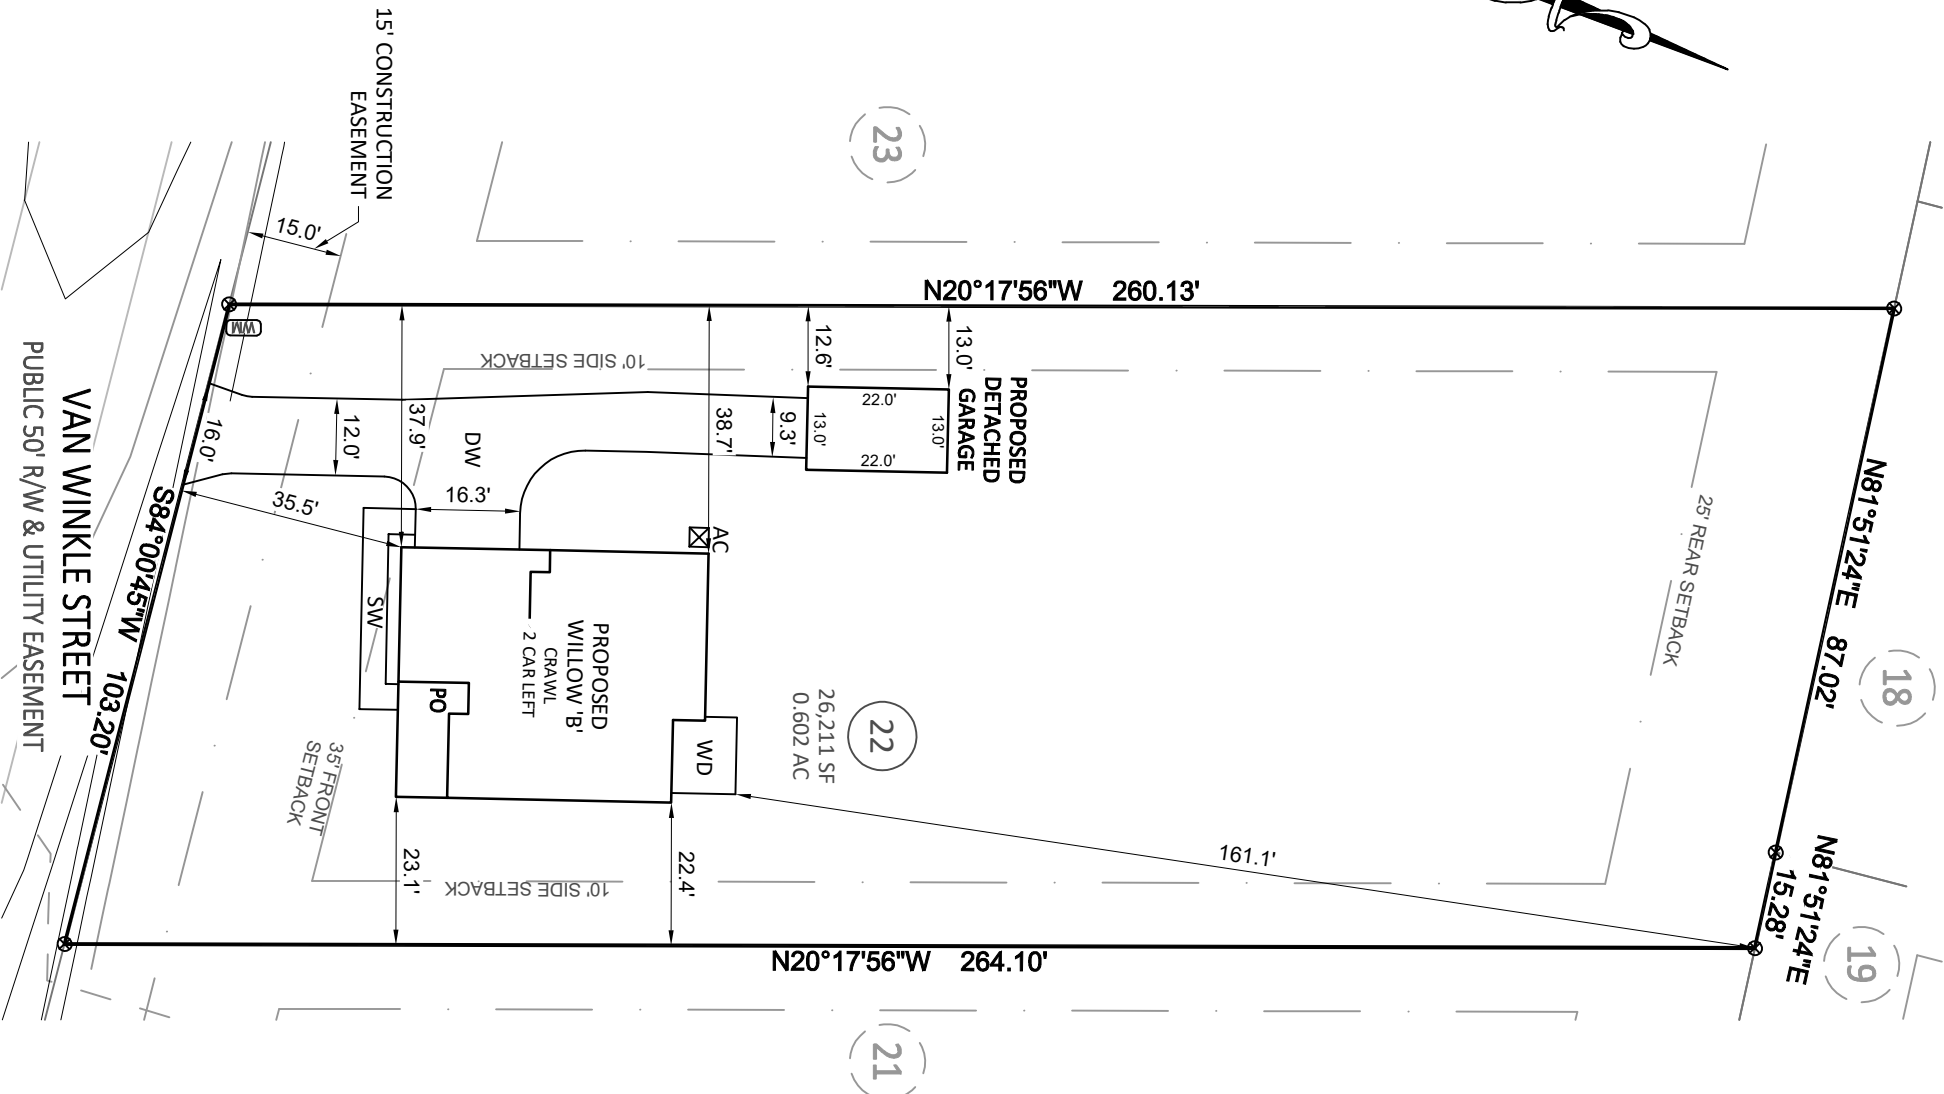 15' CONSTRUCTION
EASEMENT
15.0'
23
N20°17'56"W 260.13'
WM
10' SIDE SETBACK
12.6'
13.0'
PROPOSED
DETACHED
GARAGE
22.0'
13.0'
13.0'
22.0'
9.3'
38.7'
37.9'
12.0'
16.0'
DW
16.3'
35.5'
AC
SW
PROPOSED
WILLOW 'B'
CRAWL
2 CAR LEFT
PO
WD
22
26,211 SF
0.602 AC
25' REAR SETBACK
N81°51'24"E 87.02'
18
N81°51'24"E
15.28'
19
161.1'
35' FRONT
SETBACK
23.1'
22.4'
10' SIDE SETBACK
N20°17'56"W 264.10'
21
S84°00'45"W 103.20'
VAN WINKLE STREET
PUBLIC 50' R/W & UTILITY EASEMENT